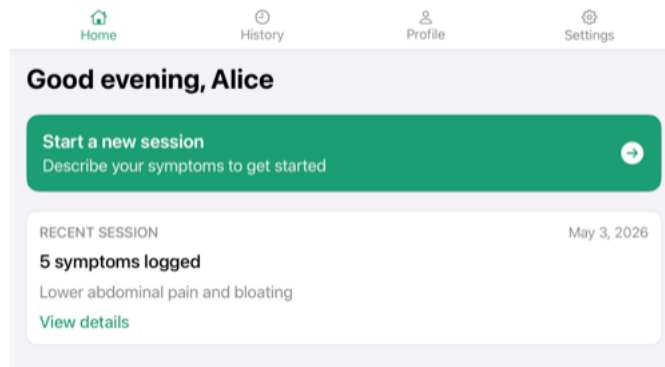 Home History Profile Settings
Good evening, Alice
Start a new session
Describe your symptoms to get started
RECENT SESSION May 3, 2026
5 symptoms logged
Lower abdominal pain and bloating
View details